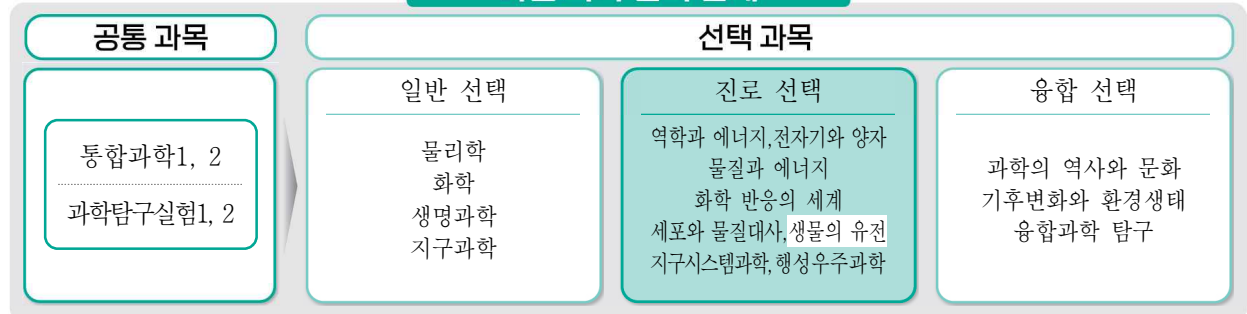 공통 과목
선택 과목
통합과학1, 2
과학탐구실험1, 2
일반 선택
물리학
화학
생명과학
지구과학
진로 선택
역학과 에너지,전자기와 양자
물질과 에너지
화학 반응의 세계
세포와 물질대사,생물의 유전
지구시스템과학,행성우주과학
융합 선택
과학의 역사와 문화
기후변화와 환경생태
융합과학 탐구